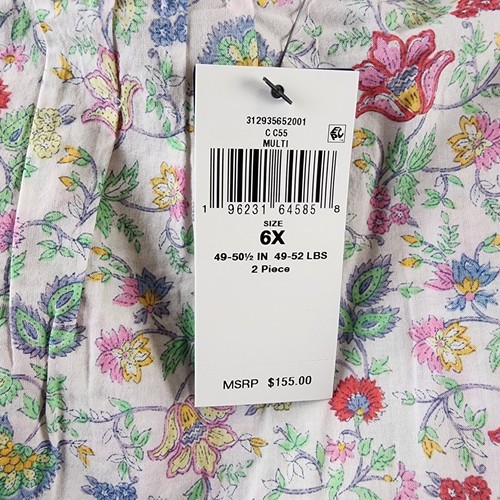 312935652001
C C55
MULTI
1 96231 64585 8
SIZE
6X
49-50½ IN 49-52 LBS
2 Piece
MSRP $155.00